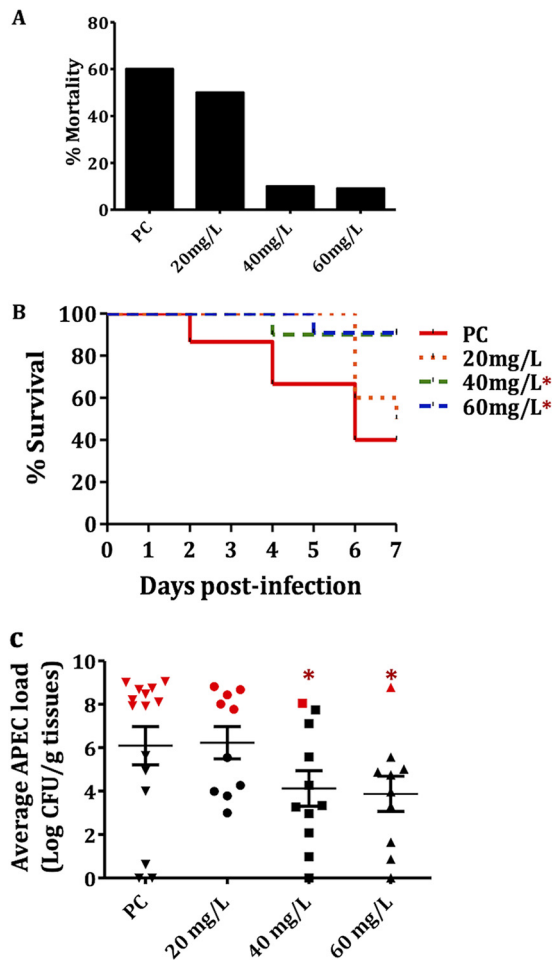 A
80
60
40
20
0
% Mortality
PC
20mg/L
40mg/L
60mg/L
B
100
80
60
40
20
0
% Survival
0 1 2 3 4 5 6 7
Days post-infection
PC
20mg/L
40mg/L*
60mg/L*
C
10
8
6
4
2
0
Average APEC load
(Log CFU/g tissues)
* *
PC
20 mg/L
40 mg/L
60 mg/L